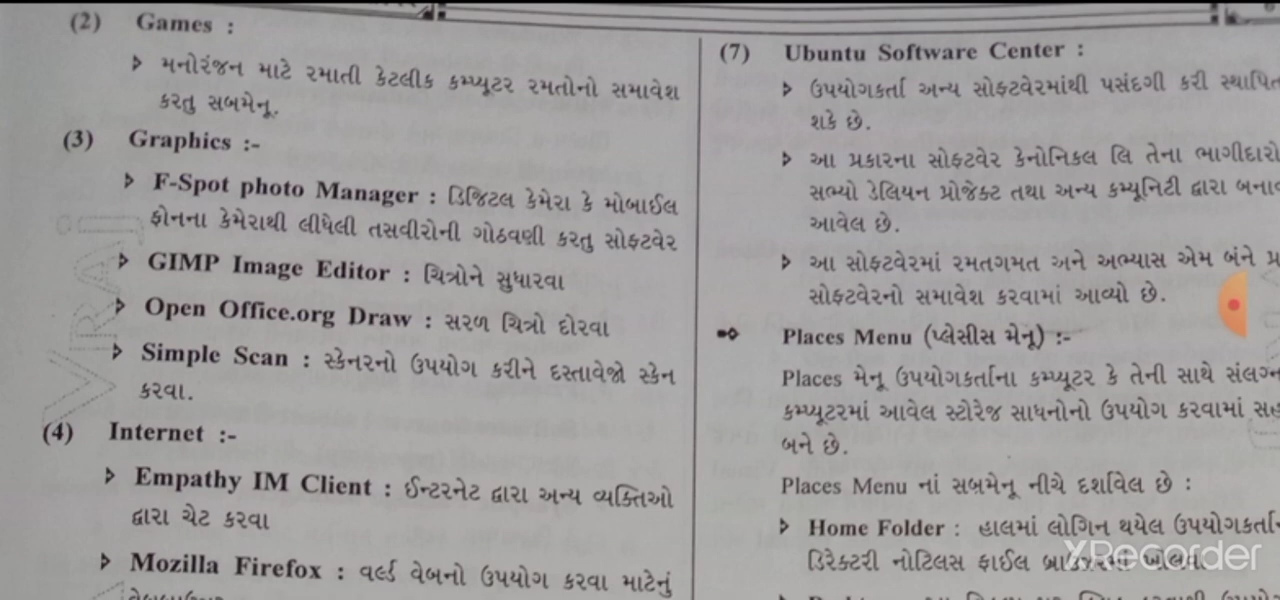 (2) Games :
▹ મનોરંજન માટે રમાતી કેટલીક કમ્પ્યૂટર રમતોનો સમાવેશ
કરતુ સબમેનૂ.
(3) Graphics :-
▹ F-Spot photo Manager : ડિજિટલ કેમેરા કે મોબાઈલ
ફોનના કેમેરાથી લીધેલી તસવીરોની ગોઠવણી કરતુ સોફ્ટવેર
▹ GIMP Image Editor : ચિત્રોને સુધારવા
▹ Open Office.org Draw : સરળ ચિત્રો દોરવા
▹ Simple Scan : સ્કેનરનો ઉપયોગ કરીને દસ્તાવેજો સ્કેન
કરવા.
(4) Internet :-
▹ Empathy IM Client : ઈન્ટરનેટ દ્વારા અન્ય વ્યક્તિઓ
દ્વારા ચેટ કરવા
▹ Mozilla Firefox : વર્લ્ડ વેબનો ઉપયોગ કરવા માટેનું
(7) Ubuntu Software Center :
▹ ઉપયોગકર્તા અન્ય સોફ્ટવેરમાંથી પસંદગી કરી સ્થાપિત
શકે છે.
▹ આ પ્રકારના સોફ્ટવેર કેનોનિકલ લિ તેના ભાગીદારો
સભ્યો ડેલિયન પ્રોજેક્ટ તથા અન્ય કમ્યૂનિટી દ્વારા બનાવ
આવેલ છે.
▹ આ સોફ્ટવેરમાં રમતગમત અને અભ્યાસ એમ બંને પ્ર
સોફ્ટવેરનો સમાવેશ કરવામાં આવ્યો છે.
Places Menu (પ્લેસીસ મેનૂ) :-
Places મેનૂ ઉપયોગકર્તાના કમ્પ્યૂટર કે તેની સાથે સંલગ્ન
કમ્પ્યૂટરમાં આવેલ સ્ટોરેજ સાધનોનો ઉપયોગ કરવામાં સહ
બને છે.
Places Menu નાં સબમેનૂ નીચે દર્શાવેલ છે :
▹ Home Folder : હાલમાં લોગિન થયેલ ઉપયોગકર્તાન
ડિરેક્ટરી નોટિલસ ફાઈલ બ્રાઉઝરમાં ખોલવા
XRecorder
VIRAT